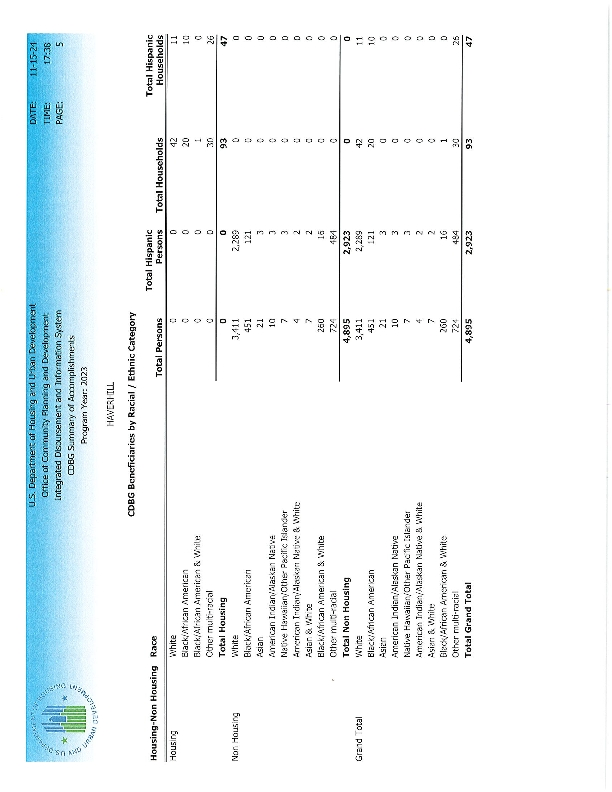 U.S. Department of Housing and Urban Development DATE: 11-15-24
Office of Community Planning and Development TIME: 17:36
Integrated Disbursement and Information System PAGE: 5
CDBG Summary of Accomplishments
Program Year: 2023
HAVERHILL
CDBG Beneficiaries by Racial / Ethnic Category
Housing-Non Housing Race Total Persons Total Hispanic Persons Total Households Total Hispanic Households
Housing White 0 0 42 11
Black/African American 0 0 20 10
Black/African American & White 0 0 1 0
Other multi-racial 0 0 30 26
Total Housing 0 0 93 47
Non Housing White 3,411 2,289 0 0
Black/African American 451 121 0 0
Asian 21 3 0 0
American Indian/Alaskan Native 10 3 0 0
Native Hawaiian/Other Pacific Islander 7 3 0 0
American Indian/Alaskan Native & White 4 2 0 0
Asian & White 7 2 0 0
Black/African American & White 260 16 0 0
Other multi-racial 724 484 0 0
Total Non Housing 4,895 2,923 0 0
Grand Total White 3,411 2,289 42 11
Black/African American 451 121 20 10
Asian 21 3 0 0
American Indian/Alaskan Native 10 3 0 0
Native Hawaiian/Other Pacific Islander 7 3 0 0
American Indian/Alaskan Native & White 4 2 0 0
Asian & White 7 2 0 0
Black/African American & White 260 16 1 0
Other multi-racial 724 484 30 26
Total Grand Total 4,895 2,923 93 47